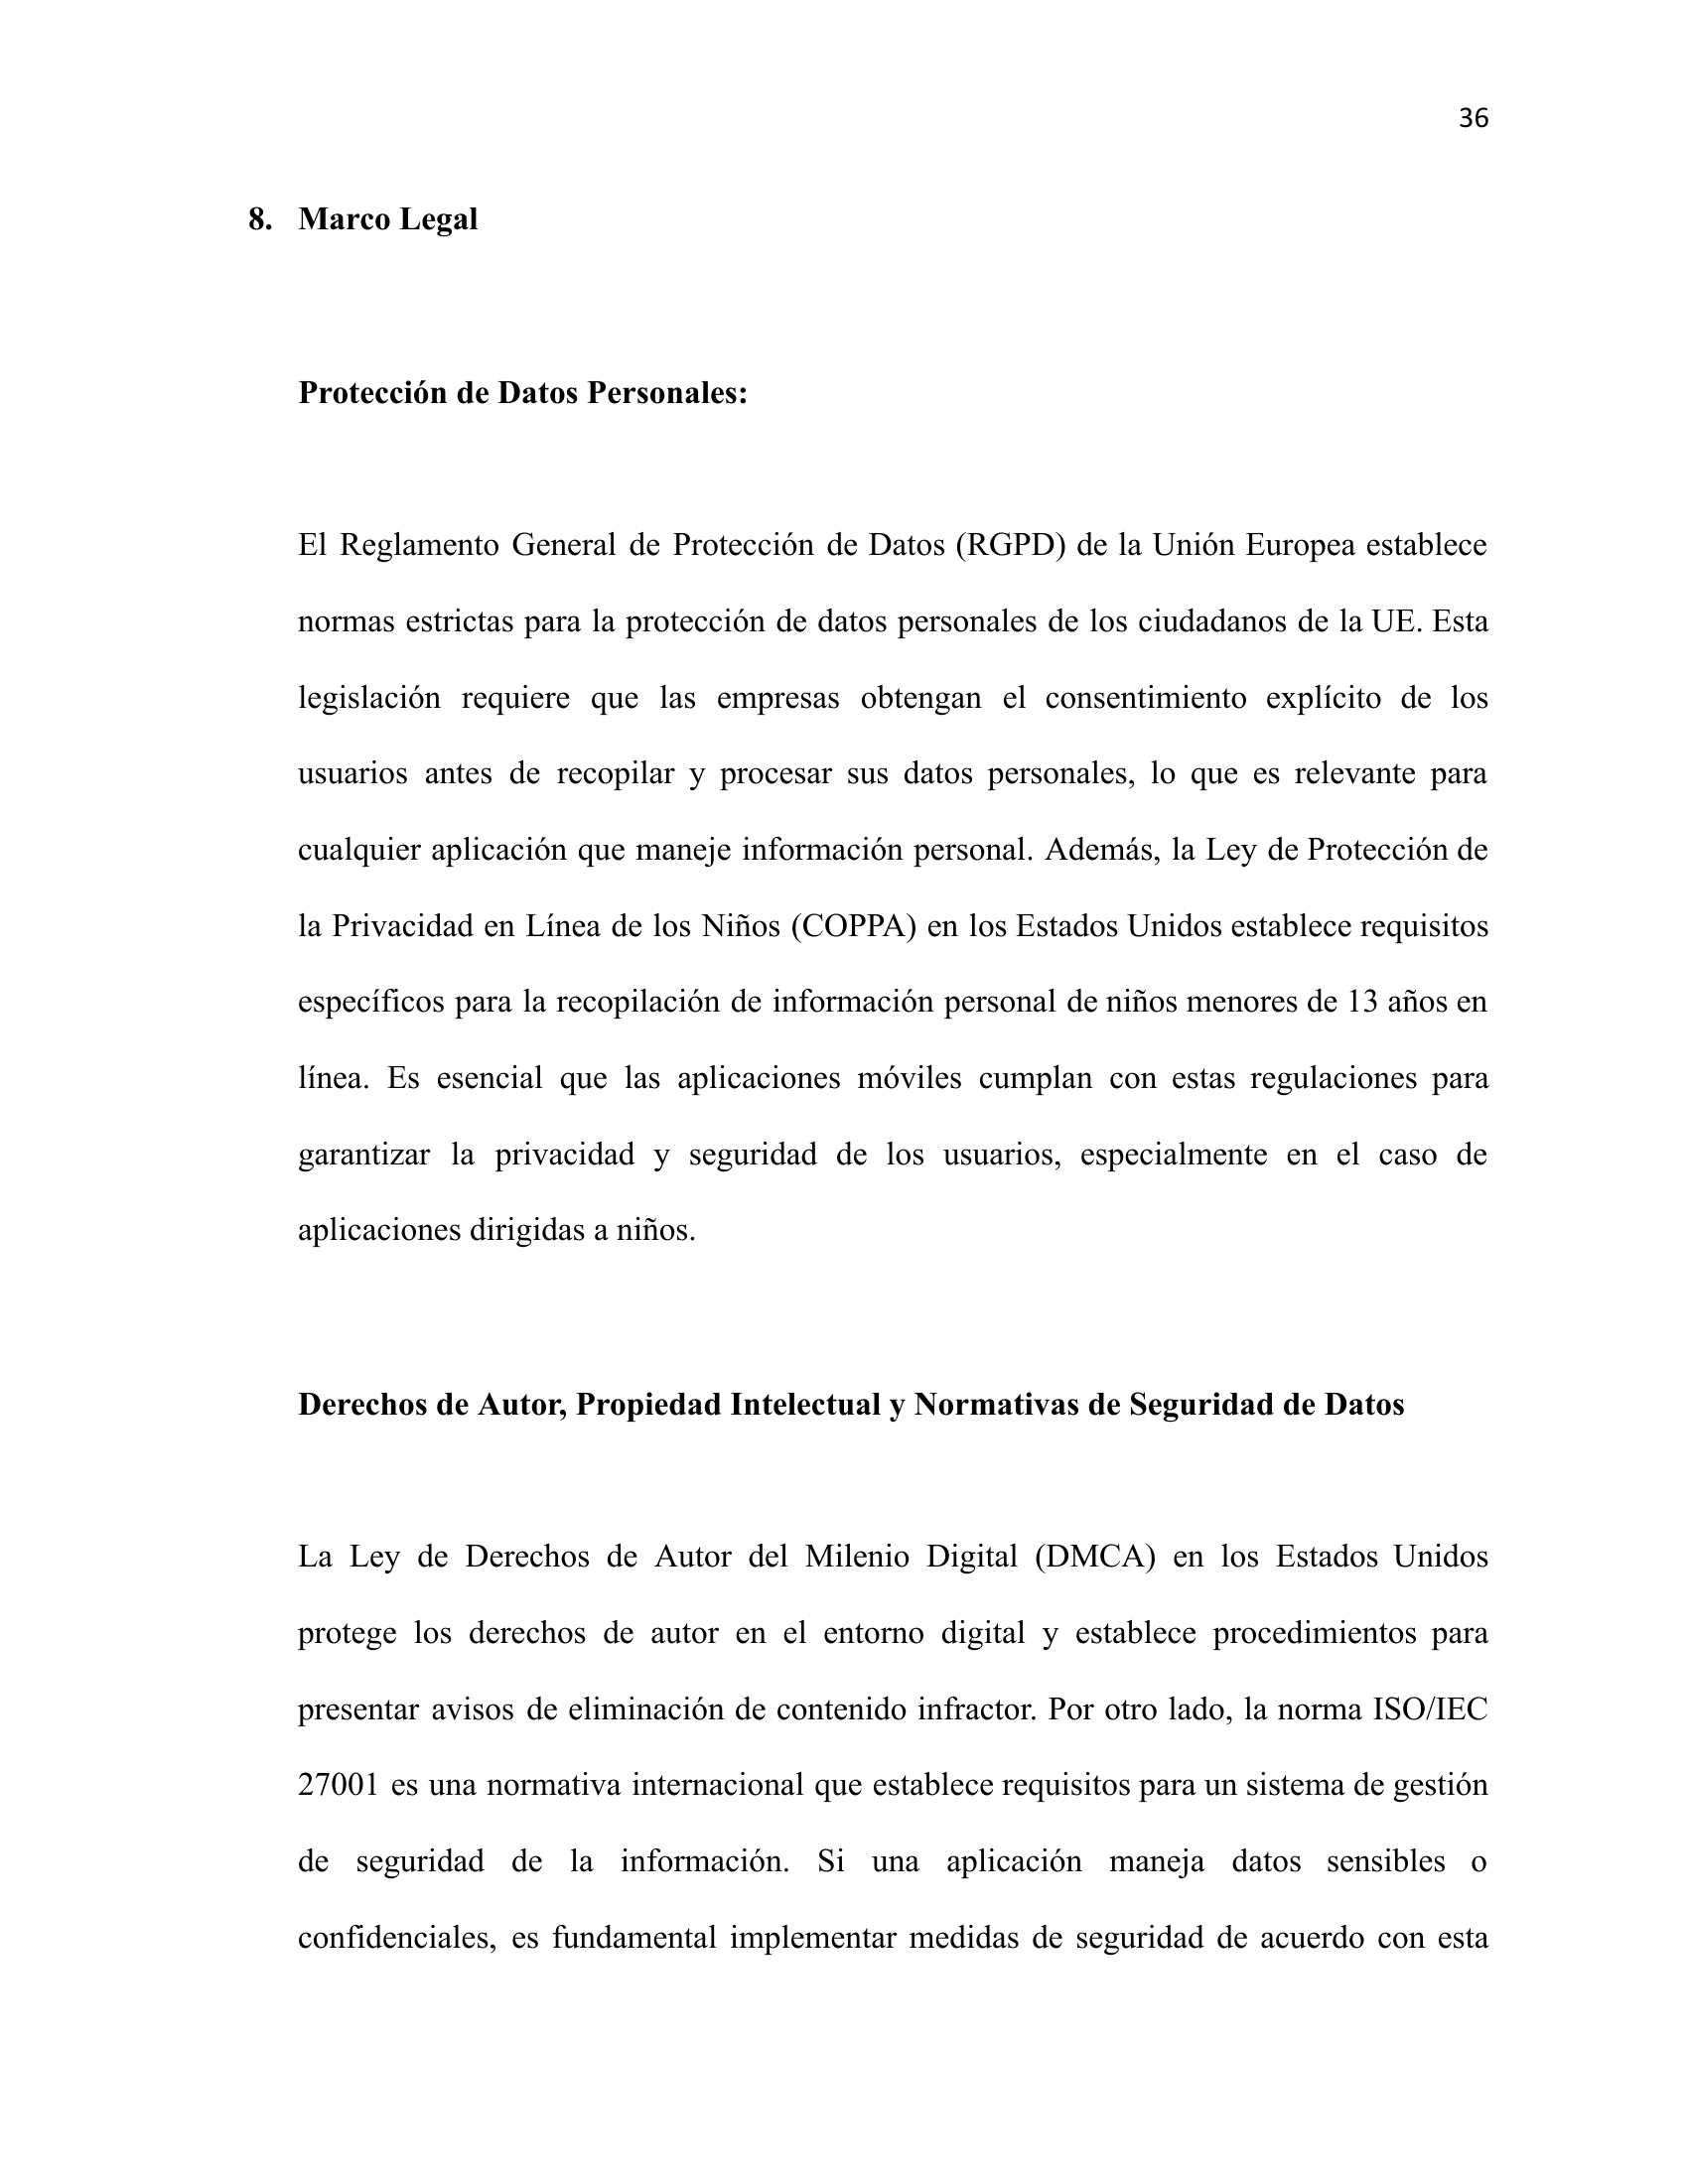 36
8. Marco Legal
Protección de Datos Personales:
El Reglamento General de Protección de Datos (RGPD) de la Unión Europea establece
normas estrictas para la protección de datos personales de los ciudadanos de la UE. Esta
legislación requiere que las empresas obtengan el consentimiento explícito de los
usuarios antes de recopilar y procesar sus datos personales, lo que es relevante para
cualquier aplicación que maneje información personal. Además, la Ley de Protección de
la Privacidad en Línea de los Niños (COPPA) en los Estados Unidos establece requisitos
específicos para la recopilación de información personal de niños menores de 13 años en
línea. Es esencial que las aplicaciones móviles cumplan con estas regulaciones para
garantizar la privacidad y seguridad de los usuarios, especialmente en el caso de
aplicaciones dirigidas a niños.
Derechos de Autor, Propiedad Intelectual y Normativas de Seguridad de Datos
La Ley de Derechos de Autor del Milenio Digital (DMCA) en los Estados Unidos
protege los derechos de autor en el entorno digital y establece procedimientos para
presentar avisos de eliminación de contenido infractor. Por otro lado, la norma ISO/IEC
27001 es una normativa internacional que establece requisitos para un sistema de gestión
de seguridad de la información. Si una aplicación maneja datos sensibles o
confidenciales, es fundamental implementar medidas de seguridad de acuerdo con esta